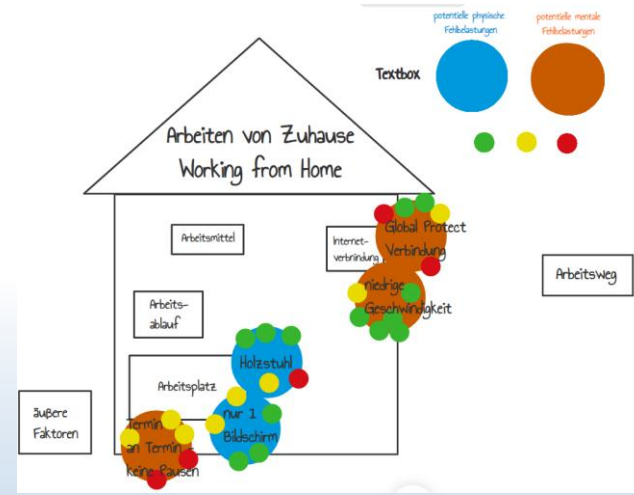 potentielle physische
Fehlbelastungen
potentielle mentale
Fehlbelastungen
Textbox
Arbeiten von Zuhause
Working from Home
Arbeitsmittel
Internet-
verbrindung
Global Protect
Verbindung
niedrige
Geschwindigkeit
Arbeitsweg
Arbeits-
ablauf
Holzstuhl
Arbeitsplatz
nur 1
Bildschirm
äußere
Faktoren
Termin
an Termin -
keine Pausen